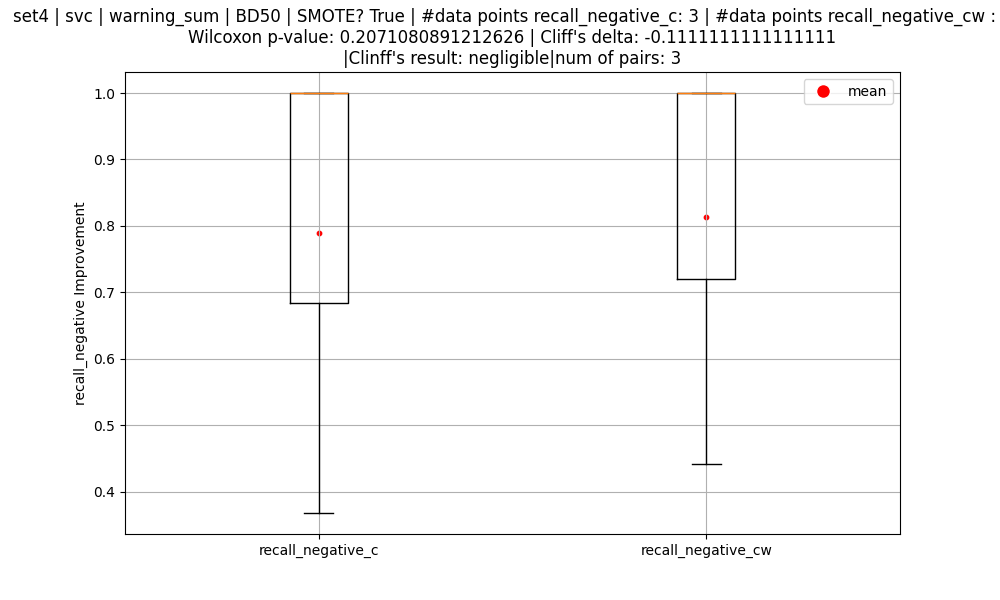 set4 | svc | warning_sum | BD50 | SMOTE? True | #data points recall_negative_c: 3 | #data points recall_negative_cw :
Wilcoxon p-value: 0.2071080891212626 | Cliff's delta: -0.1111111111111111
|Clinff's result: negligible|num of pairs: 3
mean
1.0
0.9
0.8
0.7
0.6
0.5
0.4
recall_negative Improvement
recall_negative_c
recall_negative_cw